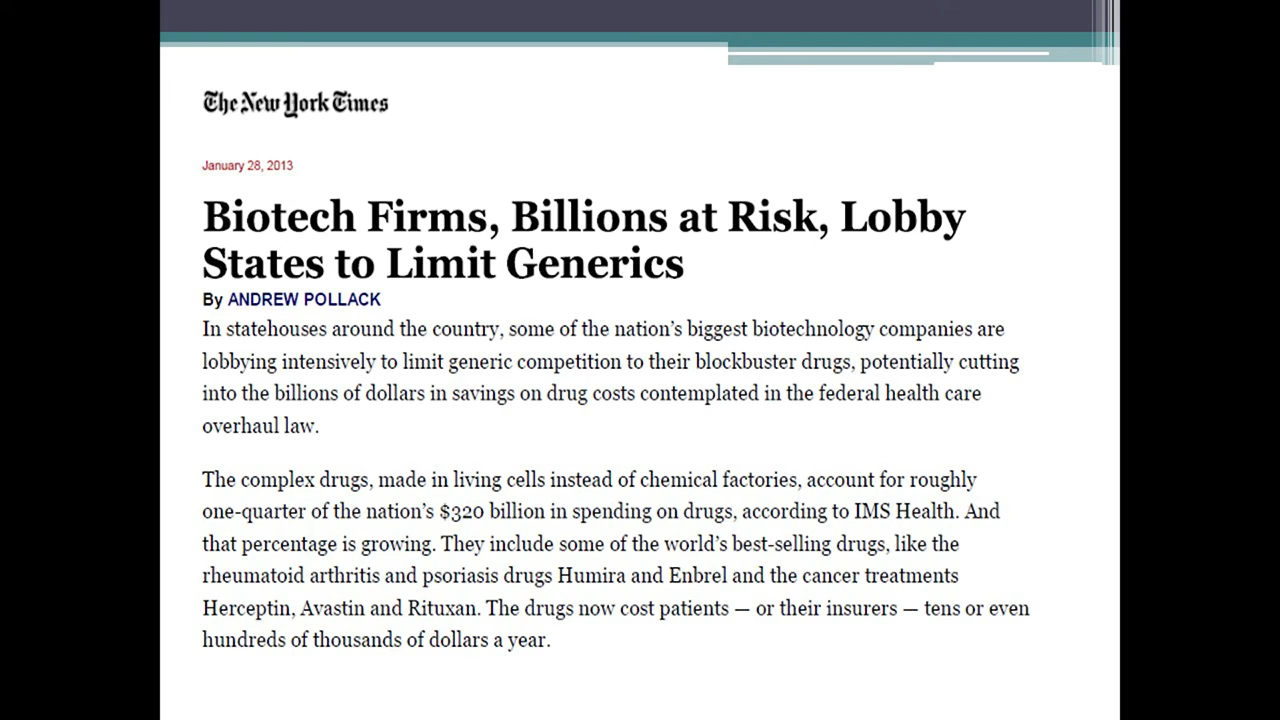 The New York Times
January 28, 2013
Biotech Firms, Billions at Risk, Lobby
States to Limit Generics
By ANDREW POLLACK
In statehouses around the country, some of the nation’s biggest biotechnology companies are
lobbying intensively to limit generic competition to their blockbuster drugs, potentially cutting
into the billions of dollars in savings on drug costs contemplated in the federal health care
overhaul law.
The complex drugs, made in living cells instead of chemical factories, account for roughly
one-quarter of the nation’s $320 billion in spending on drugs, according to IMS Health. And
that percentage is growing. They include some of the world’s best-selling drugs, like the
rheumatoid arthritis and psoriasis drugs Humira and Enbrel and the cancer treatments
Herceptin, Avastin and Rituxan. The drugs now cost patients — or their insurers — tens or even
hundreds of thousands of dollars a year.